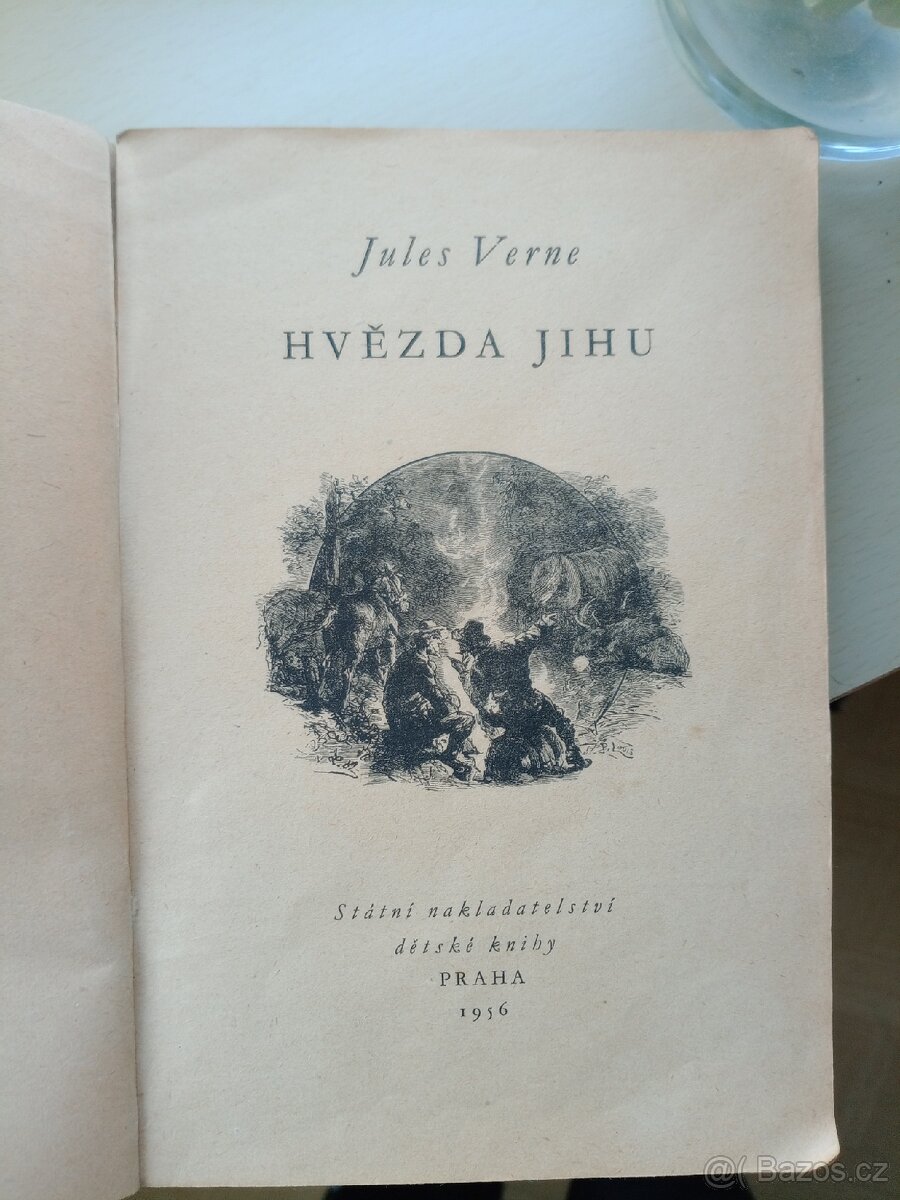 Jules Verne
HVĚZDA JIHU
Státní nakladatelství
dětské knihy
PRAHA
1956
@( Bazos.cz